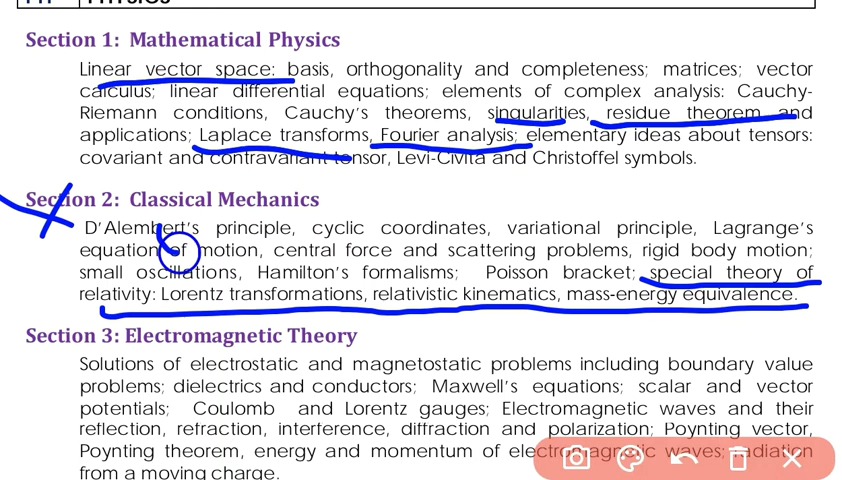 PHYSICS
Section 1: Mathematical Physics
Linear vector space: basis, orthogonality and completeness; matrices; vector
calculus; linear differential equations; elements of complex analysis: Cauchy-
Riemann conditions, Cauchy's theorems, singularities, residue theorem and
applications; Laplace transforms, Fourier analysis; elementary ideas about tensors:
covariant and contravariant tensor, Levi-Civita and Christoffel symbols.
Section 2: Classical Mechanics
D'Alembert's principle, cyclic coordinates, variational principle, Lagrange's
equation of motion, central force and scattering problems, rigid body motion;
small oscillations, Hamilton's formalisms; Poisson bracket; special theory of
relativity: Lorentz transformations, relativistic kinematics, mass-energy equivalence.
Section 3: Electromagnetic Theory
Solutions of electrostatic and magnetostatic problems including boundary value
problems; dielectrics and conductors; Maxwell's equations; scalar and vector
potentials; Coulomb and Lorentz gauges; Electromagnetic waves and their
reflection, refraction, interference, diffraction and polarization; Poynting vector,
Poynting theorem, energy and momentum of electromagnetic waves; radiation
from a moving charge.